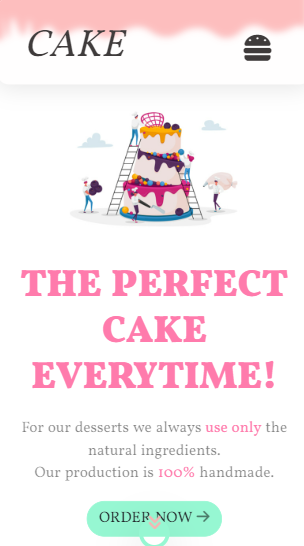 CAKE
THE PERFECT
CAKE
EVERYTIME!
For our desserts we always use only the
natural ingredients.
Our production is 100% handmade.
ORDER NOW →